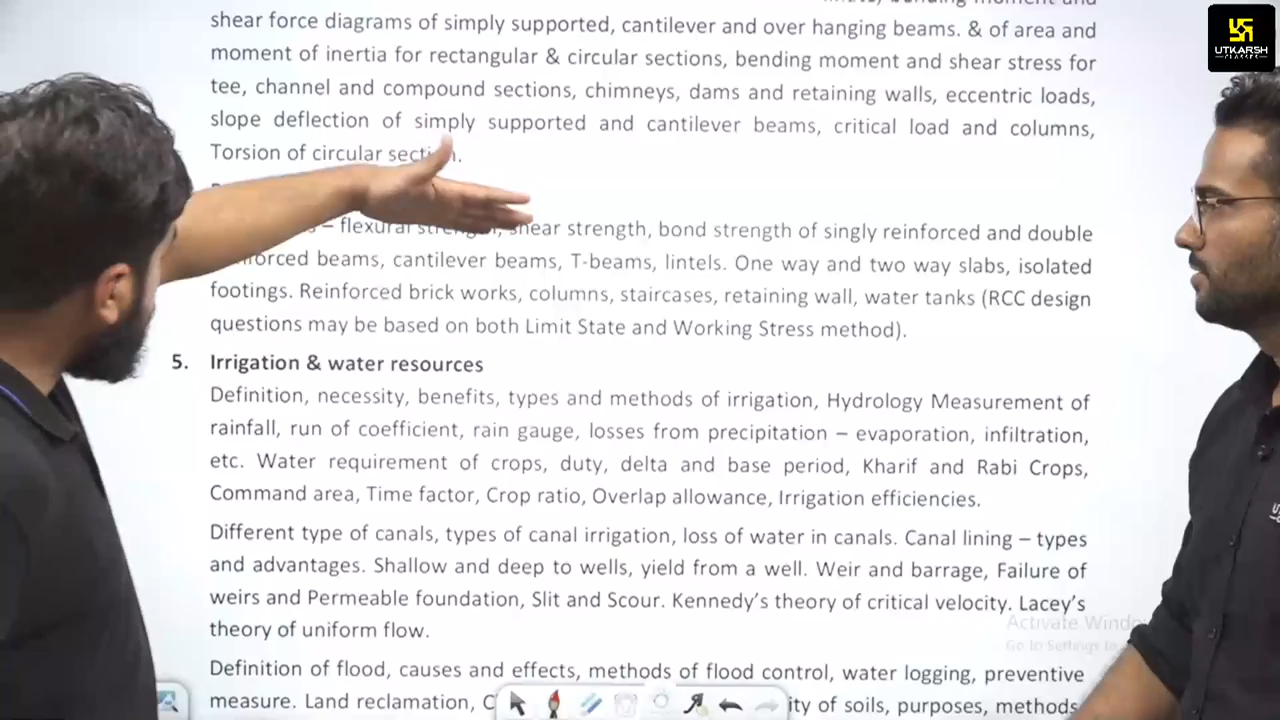 shear force diagrams of simply supported, cantilever and over hanging beams. & of area and
moment of inertia for rectangular & circular sections, bending moment and shear stress for
tee, channel and compound sections, chimneys, dams and retaining walls, eccentric loads,
slope deflection of simply supported and cantilever beams, critical load and columns,
Torsion of circular
– flexural shear strength, bond strength of singly reinforced and double
beams, cantilever beams, T-beams, lintels. One way and two way slabs, isolated
footings. Reinforced brick works, columns, staircases, retaining wall, water tanks (RCC design
questions may be based on both Limit State and Working Stress method).
5. Irrigation & water resources
Definition, necessity, benefits, types and methods of irrigation, Hydrology Measurement of
rainfall, run of coefficient, rain gauge, losses from precipitation – evaporation, infiltration,
etc. Water requirement of crops, duty, delta and base period, Kharif and Rabi Crops,
Command area, Time factor, Crop ratio, Overlap allowance, Irrigation efficiencies.
Different type of canals, types of canal irrigation, loss of water in canals. Canal lining – types
and advantages. Shallow and deep to wells, yield from a well. Weir and barrage, Failure of
weirs and Permeable foundation, Slit and Scour. Kennedy's theory of critical velocity. Lacey's
theory of uniform flow.
Activate
Go to Settings to
Definition of flood, causes and effects, methods of flood control, water logging, preventive
measure. Land reclamation, of soils, purposes, methods
UTKARSH
CLASSES